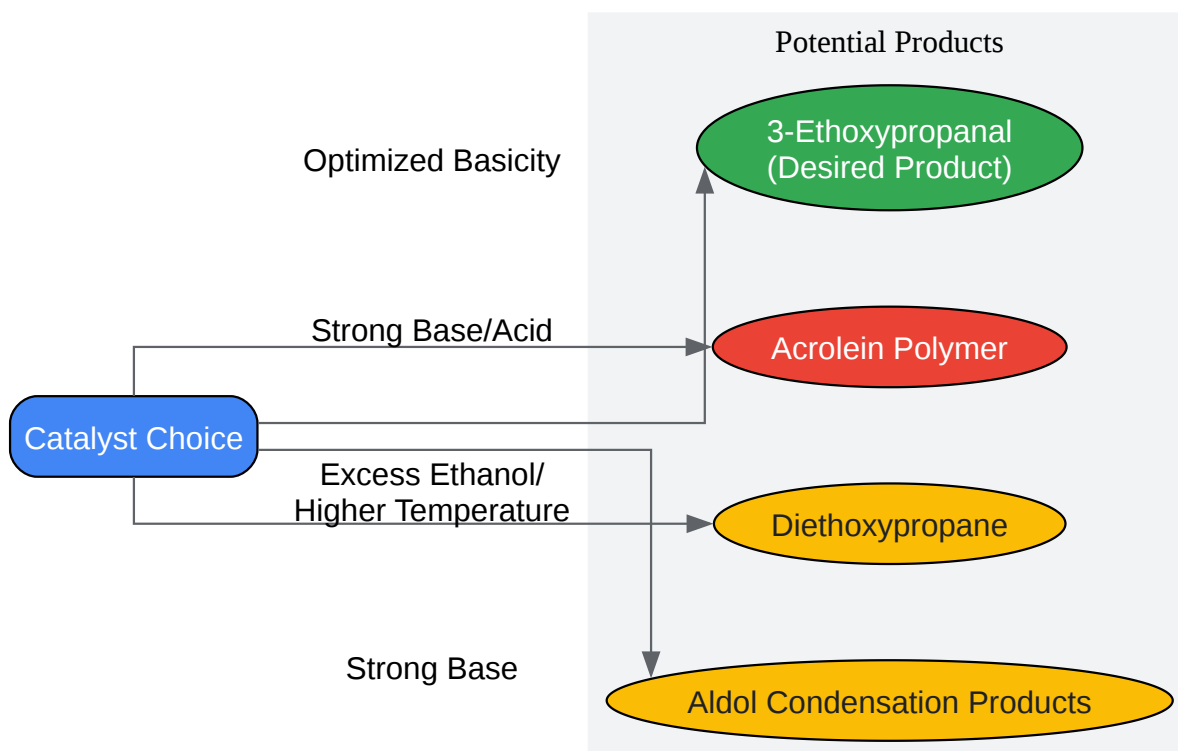 Potential Products
3-Ethoxypropanal
(Desired Product)
Optimized Basicity
Strong Base/Acid
Acrolein Polymer
Catalyst Choice
Excess Ethanol/
Higher Temperature
Diethoxypropane
Strong Base
Aldol Condensation Products